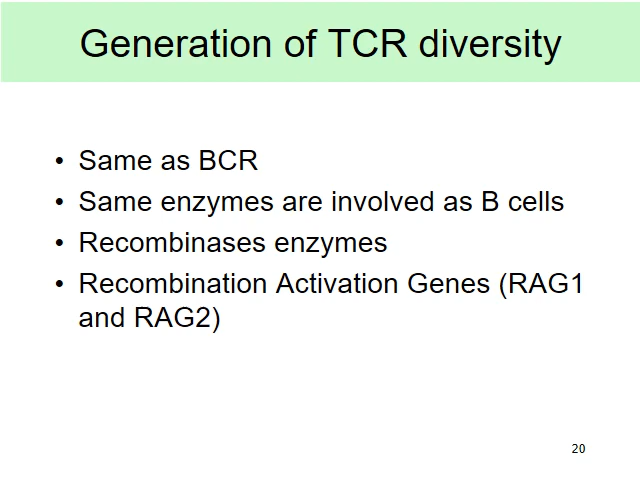 Generation of TCR diversity
• Same as BCR
• Same enzymes are involved as B cells
• Recombinases enzymes
• Recombination Activation Genes (RAG1
and RAG2)
20